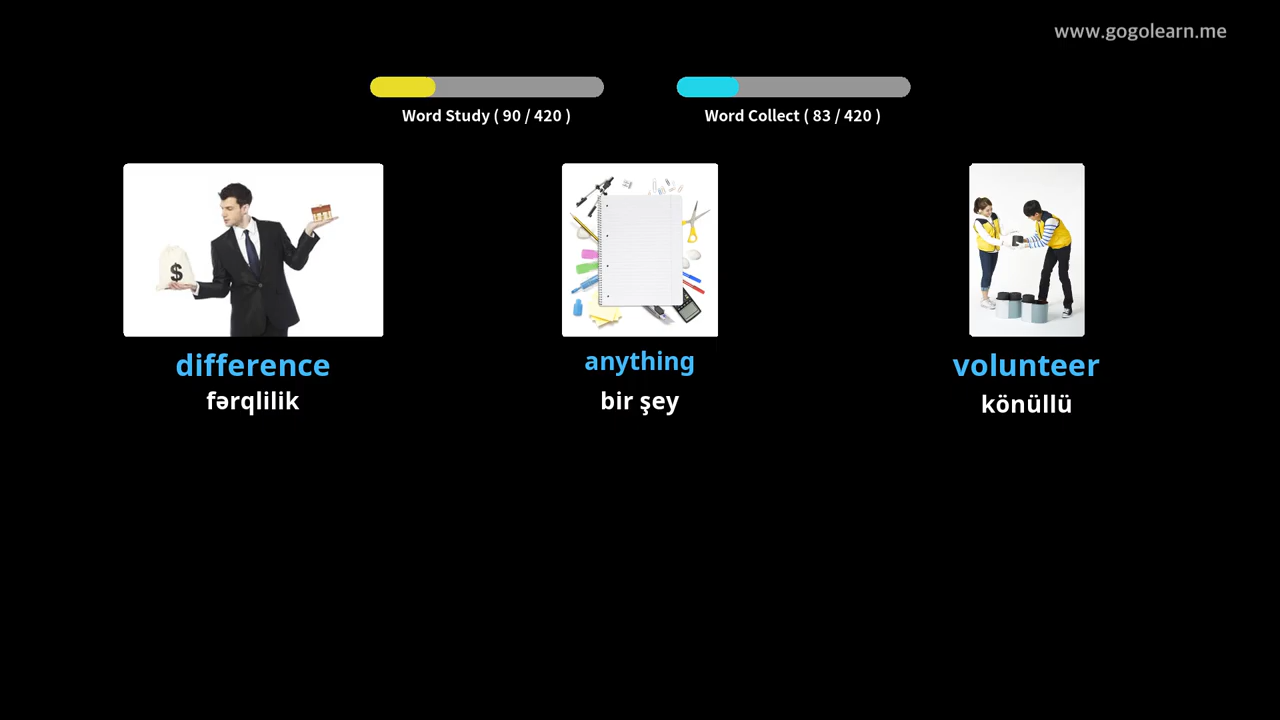 www.gogolearn.me
Word Study ( 90 / 420 )
Word Collect ( 83 / 420 )
$
difference
anything
volunteer
fərqlilik
bir şey
könüllü